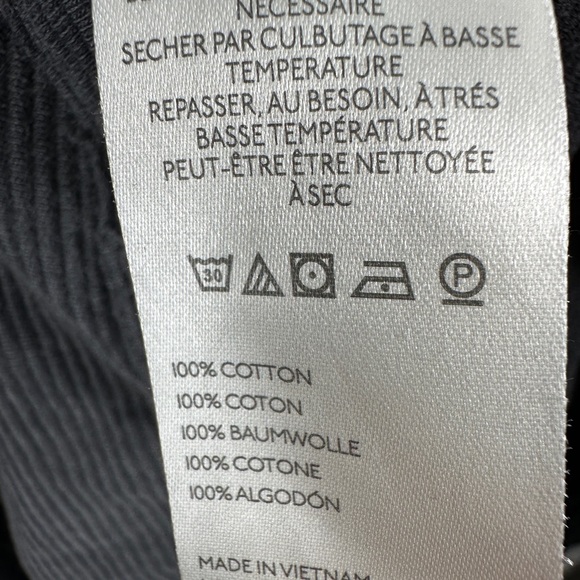 NÉCESSAIRE
SECHER PAR CULBUTAGE À BASSE
TEMPERATURE
REPASSER, AU BESOIN, À TRÉS
BASSE TEMPÉRATURE
PEUT-ÊTRE ÊTRE NETTOYÉE
À SEC
30 P
100% COTTON
100% COTON
100% BAUMWOLLE
100% COTONE
100% ALGODÓN
MADE IN VIETNAM